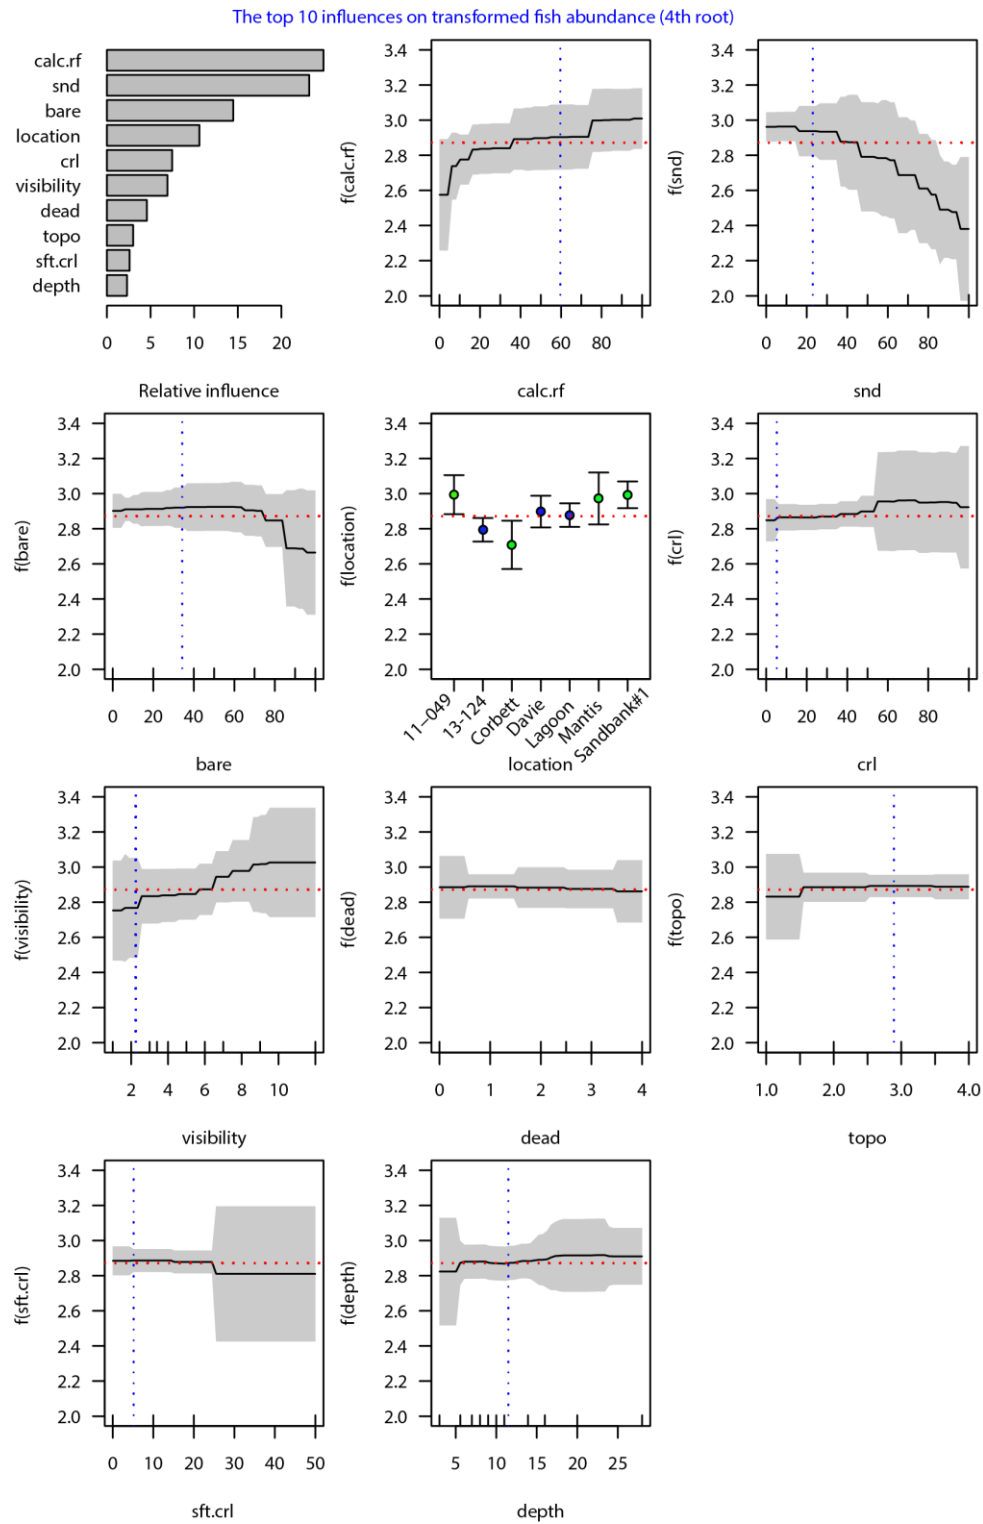 The top 10 influences on transformed fish abundance (4th root)
calc.rf
snd
bare
location
crl
visibility
dead
topo
sft.crl
depth
0 5 10 15 20
Relative influence
f(calc.rf)
3.4
3.2
3.0
2.8
2.6
2.4
2.2
2.0
0 20 40 60 80
calc.rf
f(snd)
3.4
3.2
3.0
2.8
2.6
2.4
2.2
2.0
0 20 40 60 80
snd
f(bare)
3.4
3.2
3.0
2.8
2.6
2.4
2.2
2.0
0 20 40 60 80
bare
f(location)
3.4
3.2
3.0
2.8
2.6
2.4
2.2
2.0
11–049
13-124
Corbett
Davie
Lagoon
Mantis
Sandbank#1
location
f(crl)
3.4
3.2
3.0
2.8
2.6
2.4
2.2
2.0
0 20 40 60 80
crl
f(visibility)
3.4
3.2
3.0
2.8
2.6
2.4
2.2
2.0
2 4 6 8 10
visibility
f(dead)
3.4
3.2
3.0
2.8
2.6
2.4
2.2
2.0
0 1 2 3 4
dead
f(topo)
3.4
3.2
3.0
2.8
2.6
2.4
2.2
2.0
1.0 2.0 3.0 4.0
topo
f(sft.crl)
3.4
3.2
3.0
2.8
2.6
2.4
2.2
2.0
0 10 20 30 40 50
sft.crl
f(depth)
3.4
3.2
3.0
2.8
2.6
2.4
2.2
2.0
5 10 15 20 25
depth